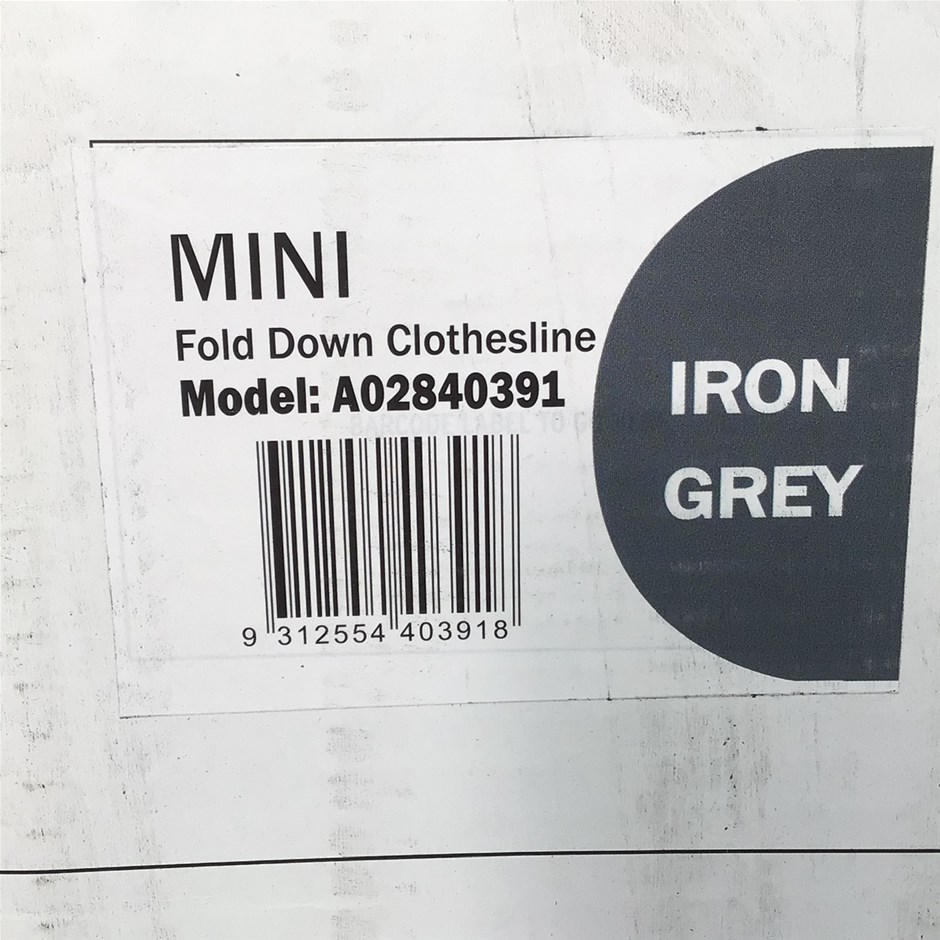 MINI
Fold Down Clothesline
Model: A02840391
9 312554 403918
IRON
GREY